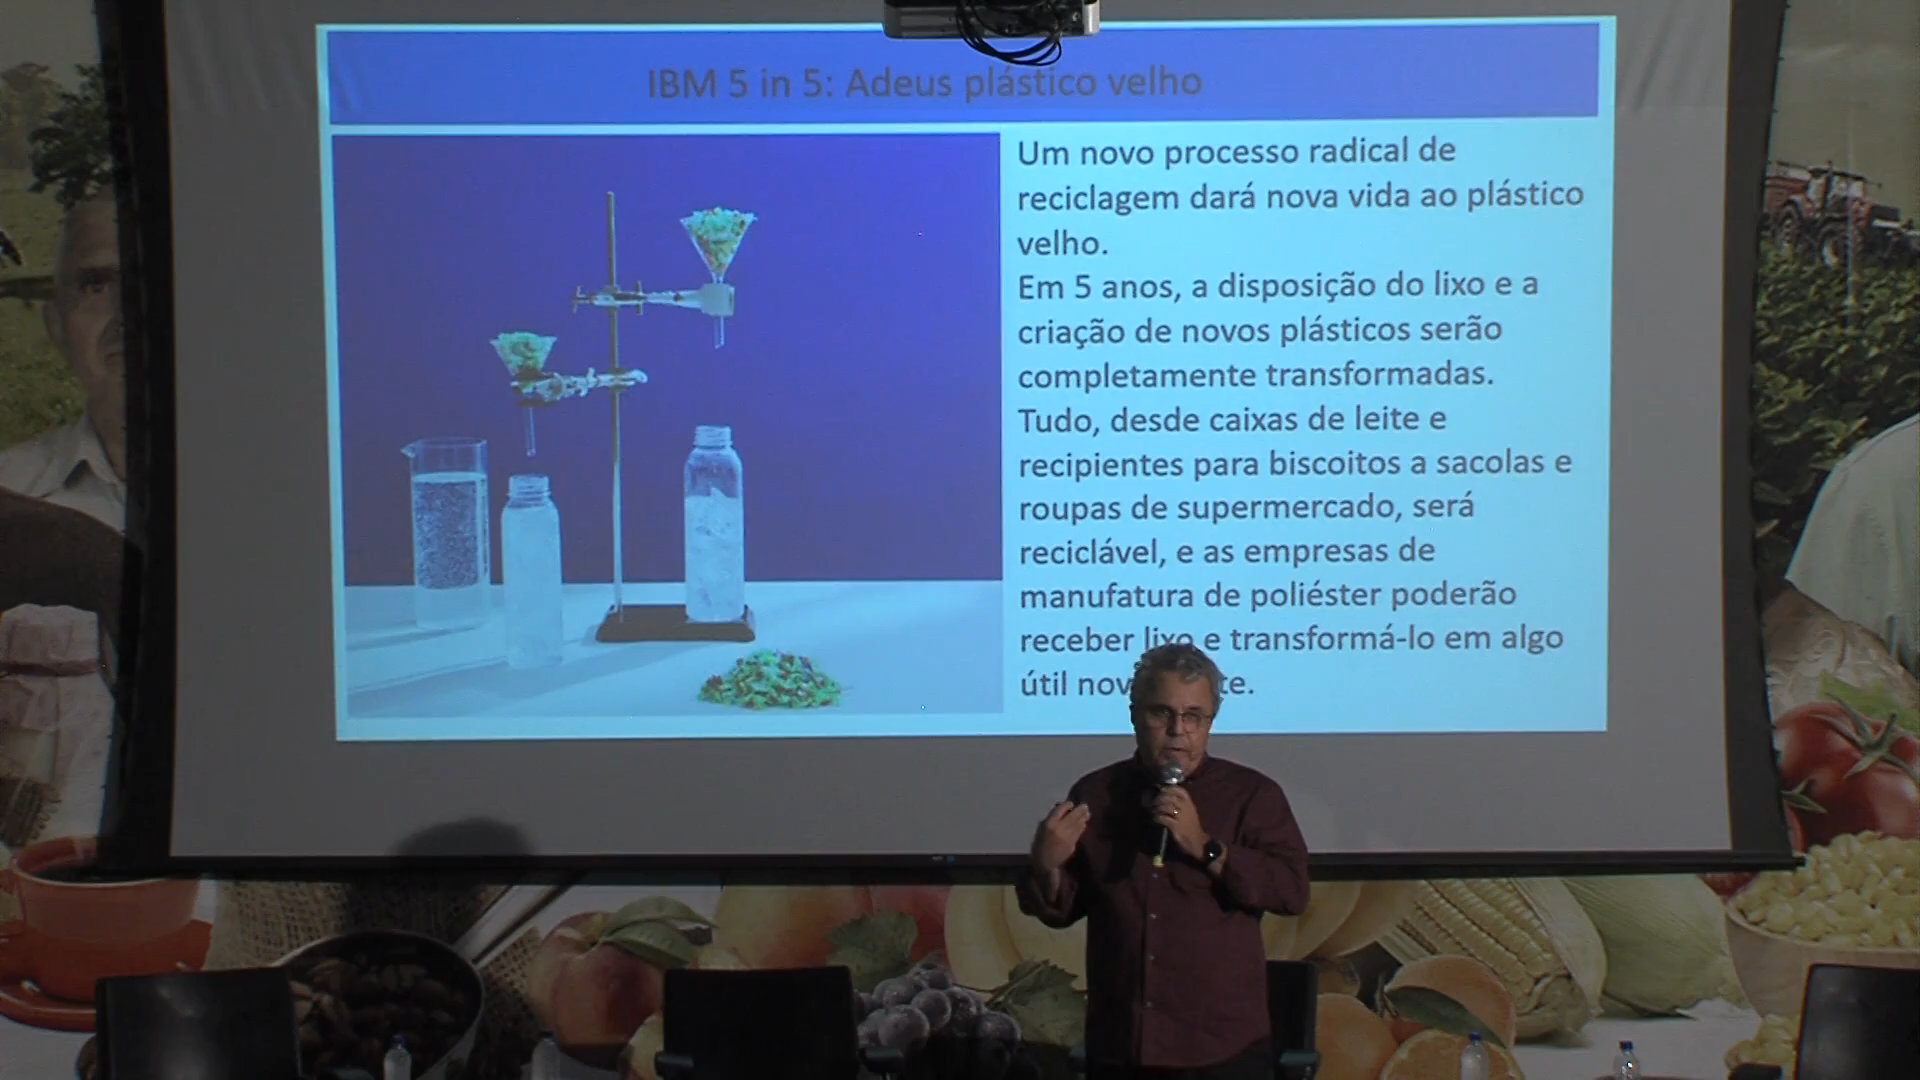 IBM 5 in 5: Adeus plástico velho
Um novo processo radical de
reciclagem dará nova vida ao plástico
velho.
Em 5 anos, a disposição do lixo e a
criação de novos plásticos serão
completamente transformadas.
Tudo, desde caixas de leite e
recipientes para biscoitos a sacolas e
roupas de supermercado, será
reciclável, e as empresas de
manufatura de poliéster poderão
receber lixo e transformá-lo em algo
útil